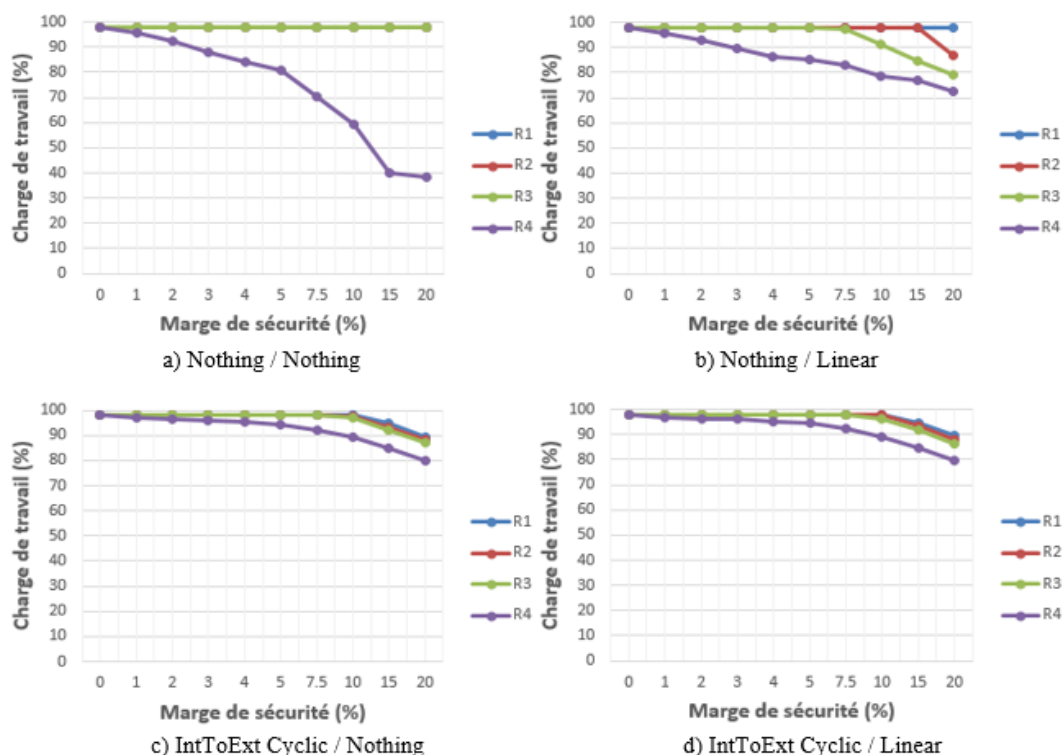 Charge de travail (%)
100
90
80
70
60
50
40
30
20
10
0
0 1 2 3 4 5 7.5 10 15 20
Marge de sécurité (%)
R1
R2
R3
R4
a) Nothing / Nothing
Charge de travail (%)
100
90
80
70
60
50
40
30
20
10
0
0 1 2 3 4 5 7.5 10 15 20
Marge de sécurité (%)
R1
R2
R3
R4
b) Nothing / Linear
Charge de travail (%)
100
90
80
70
60
50
40
30
20
10
0
0 1 2 3 4 5 7.5 10 15 20
Marge de sécurité (%)
R1
R2
R3
R4
c) IntToExt Cyclic / Nothing
Charge de travail (%)
100
90
80
70
60
50
40
30
20
10
0
0 1 2 3 4 5 7.5 10 15 20
Marge de sécurité (%)
R1
R2
R3
R4
d) IntToExt Cyclic / Linear